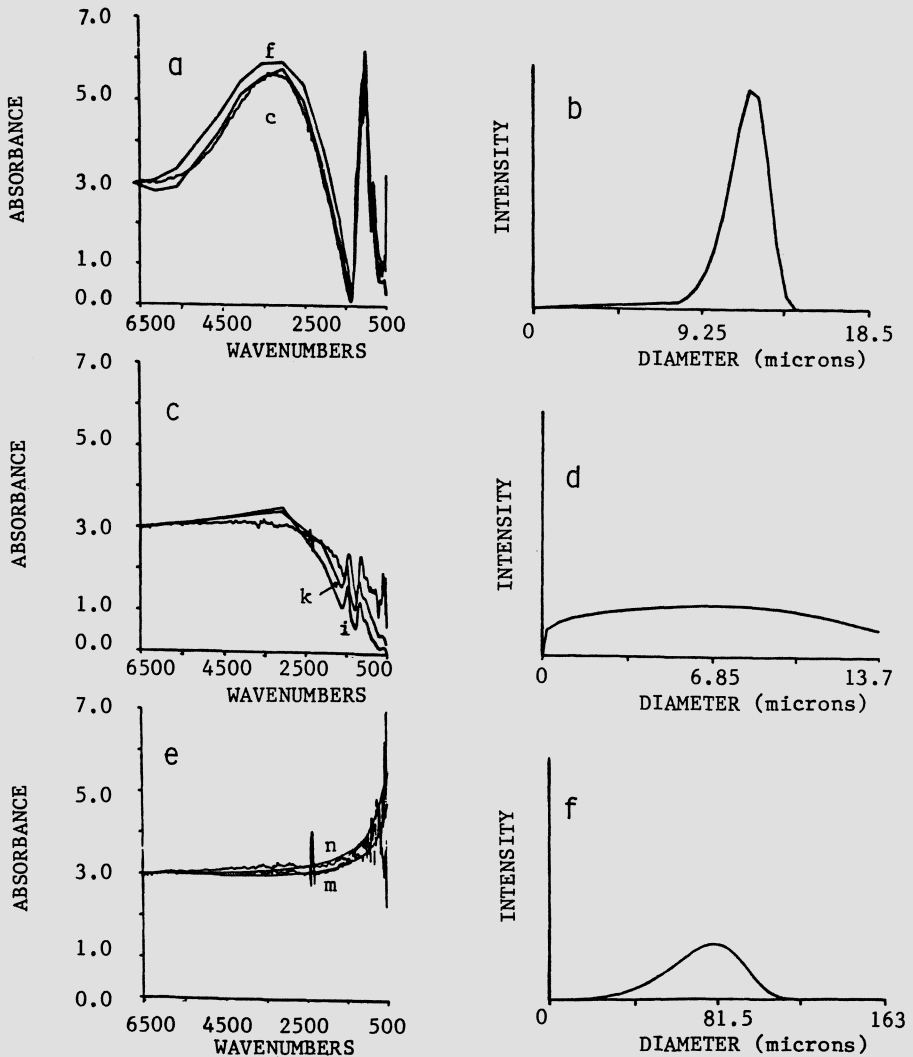 7.0
a
f
5.0
c
3.0
1.0
0.0
ABSORBANCE
6500 4500 2500 500
WAVENUMBERS
b
INTENSITY
0 9.25 18.5
DIAMETER (microns)
7.0
c
5.0
3.0
k
1.0
i
0.0
ABSORBANCE
6500 4500 2500 500
WAVENUMBERS
d
INTENSITY
0 6.85 13.7
DIAMETER (microns)
7.0
e
5.0
n
3.0
m
1.0
0.0
ABSORBANCE
6500 4500 2500 500
WAVENUMBERS
f
INTENSITY
0 81.5 163
DIAMETER (microns)